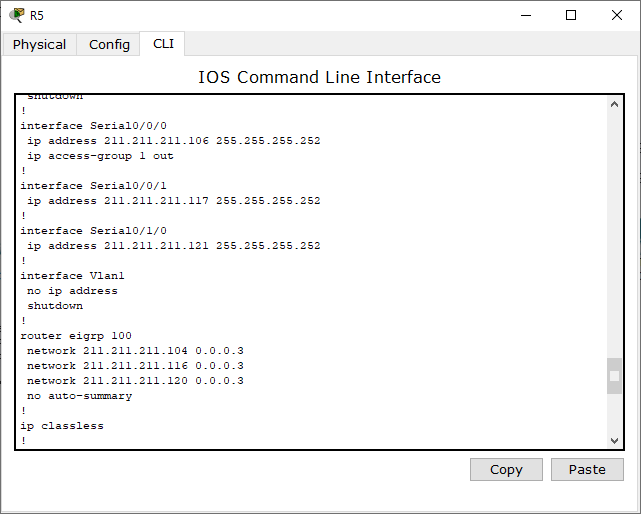 R5
Physical Config CLI
IOS Command Line Interface
shutdown
!
interface Serial0/0/0
ip address 211.211.211.106 255.255.255.252
ip access-group 1 out
!
interface Serial0/0/1
ip address 211.211.211.117 255.255.255.252
!
interface Serial0/1/0
ip address 211.211.211.121 255.255.255.252
!
interface Vlan1
no ip address
shutdown
!
router eigrp 100
network 211.211.211.104 0.0.0.3
network 211.211.211.116 0.0.0.3
network 211.211.211.120 0.0.0.3
no auto-summary
!
ip classless
!
Copy Paste